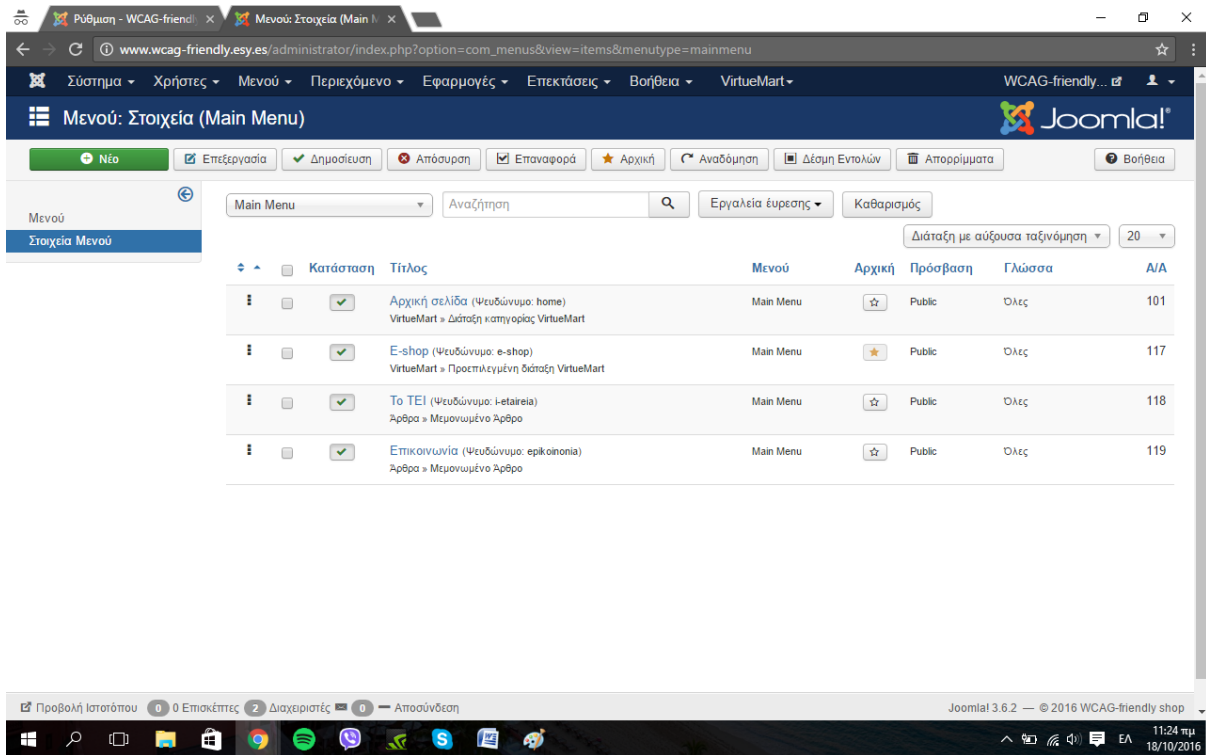 Ρύθμιση - WCAG-friendl
Μενού: Στοιχεία (Main M
www.wcag-friendly.esy.es/administrator/index.php?option=com_menus&view=items&menutype=mainmenu
Σύστημα Χρήστες Μενού Περιεχόμενο Εφαρμογές Επεκτάσεις Βοήθεια VirtueMart WCAG-friendly...
Μενού: Στοιχεία (Main Menu) Joomla!®
Νέο Επεξεργασία Δημοσίευση Απόσυρση Επαναφορά Αρχική Αναδόμηση Δέσμη Εντολών Απορρίμματα Βοήθεια
Μενού
Στοιχεία Μενού
Main Menu Αναζήτηση Εργαλεία έυρεσης Καθαρισμός
Διάταξη με αύξουσα ταξινόμηση 20
Κατάσταση Τίτλος Μενού Αρχική Πρόσβαση Γλώσσα Α/Α
Αρχική σελίδα (Ψευδώνυμο: home) Main Menu Public Όλες 101
VirtueMart » Διάταξη κατηγορίας VirtueMart
E-shop (Ψευδώνυμο: e-shop) Main Menu Public Όλες 117
VirtueMart » Προεπιλεγμένη διάταξη VirtueMart
Το ΤΕΙ (Ψευδώνυμο: i-etaireia) Main Menu Public Όλες 118
Άρθρα » Μεμονωμένο Άρθρο
Επικοινωνία (Ψευδώνυμο: epikoinonia) Main Menu Public Όλες 119
Άρθρα » Μεμονωμένο Άρθρο
Προβολή Ιστοτόπου 0 0 Επισκέπτες 2 Διαχειριστές 0 Αποσύνδεση Joomla! 3.6.2 — © 2016 WCAG-friendly shop
ΕΛ 11:24 πμ
18/10/2016